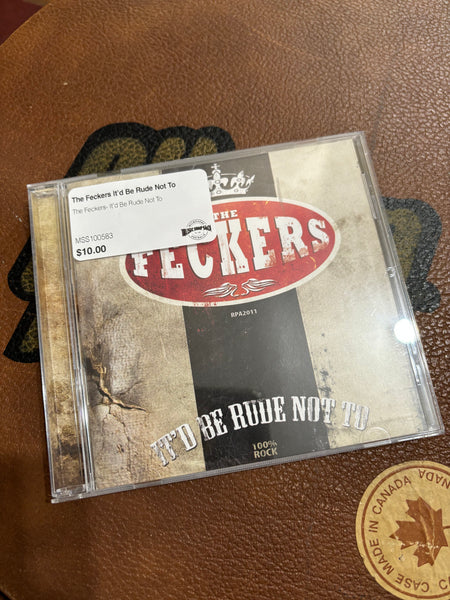 The Feckers It'd Be Rude Not To
The Feckers- It'd Be Rude Not To
MSS100583
$10.00
THE
FECKERS
RPA2011
IT'D BE RUDE NOT TO
100%
ROCK
MADE IN CANADA
CANADA
CASE